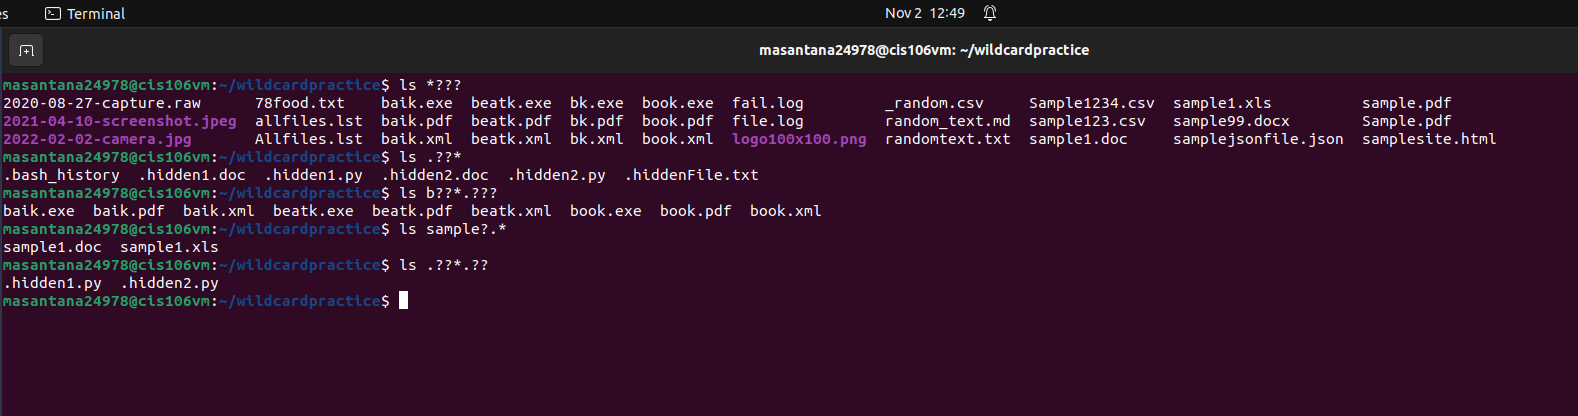 es Terminal Nov 2 12:49
masantana24978@cis106vm: ~/wildcardpractice
masantana24978@cis106vm:~/wildcardpractice$ ls *???
2020-08-27-capture.raw 78food.txt baik.exe beatk.exe bk.exe book.exe fail.log _random.csv Sample1234.csv sample1.xls sample.pdf
2021-04-10-screenshot.jpeg allfiles.lst baik.pdf beatk.pdf bk.pdf book.pdf file.log random_text.md sample123.csv sample99.docx Sample.pdf
2022-02-02-camera.jpg Allfiles.lst baik.xml beatk.xml bk.xml book.xml logo100x100.png randomtext.txt sample1.doc samplejsonfile.json samplesite.html
masantana24978@cis106vm:~/wildcardpractice$ ls .??*
.bash_history .hidden1.doc .hidden1.py .hidden2.doc .hidden2.py .hiddenFile.txt
masantana24978@cis106vm:~/wildcardpractice$ ls b??*.???
baik.exe baik.pdf baik.xml beatk.exe beatk.pdf beatk.xml book.exe book.pdf book.xml
masantana24978@cis106vm:~/wildcardpractice$ ls sample?.*
sample1.doc sample1.xls
masantana24978@cis106vm:~/wildcardpractice$ ls .??*.??
.hidden1.py .hidden2.py
masantana24978@cis106vm:~/wildcardpractice$